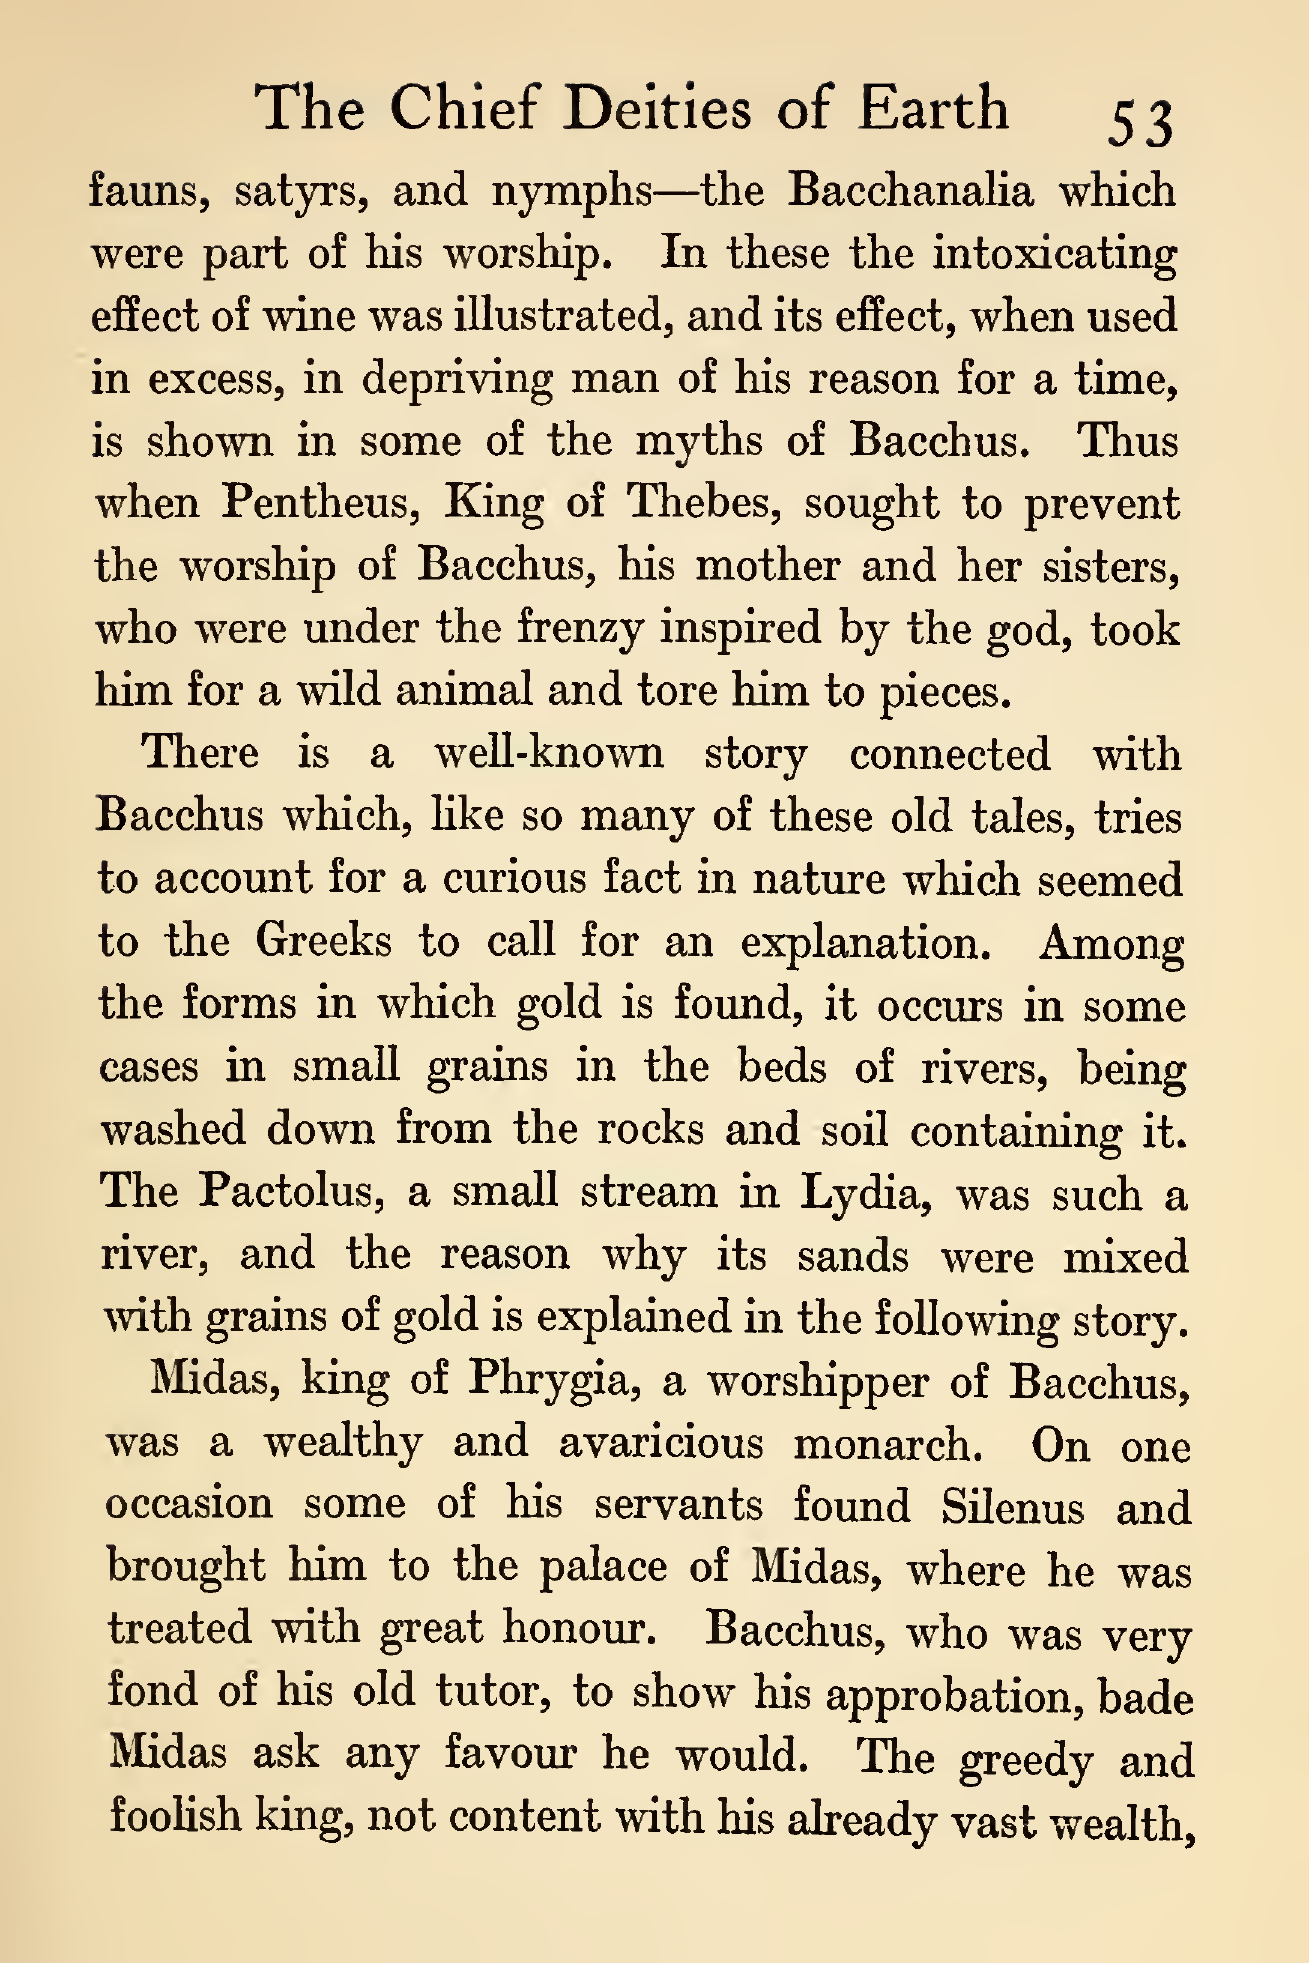 The Chief Deities of Earth 53
fauns, satyrs, and nymphs—the Bacchanalia which
were part of his worship. In these the intoxicating
effect of wine was illustrated, and its effect, when used
in excess, in depriving man of his reason for a time,
is shown in some of the myths of Bacchus. Thus
when Pentheus, King of Thebes, sought to prevent
the worship of Bacchus, his mother and her sisters,
who were under the frenzy inspired by the god, took
him for a wild animal and tore him to pieces.
There is a well-known story connected with
Bacchus which, like so many of these old tales, tries
to account for a curious fact in nature which seemed
to the Greeks to call for an explanation. Among
the forms in which gold is found, it occurs in some
cases in small grains in the beds of rivers, being
washed down from the rocks and soil containing it.
The Pactolus, a small stream in Lydia, was such a
river, and the reason why its sands were mixed
with grains of gold is explained in the following story.
Midas, king of Phrygia, a worshipper of Bacchus,
was a wealthy and avaricious monarch. On one
occasion some of his servants found Silenus and
brought him to the palace of Midas, where he was
treated with great honour. Bacchus, who was very
fond of his old tutor, to show his approbation, bade
Midas ask any favour he would. The greedy and
foolish king, not content with his already vast wealth,